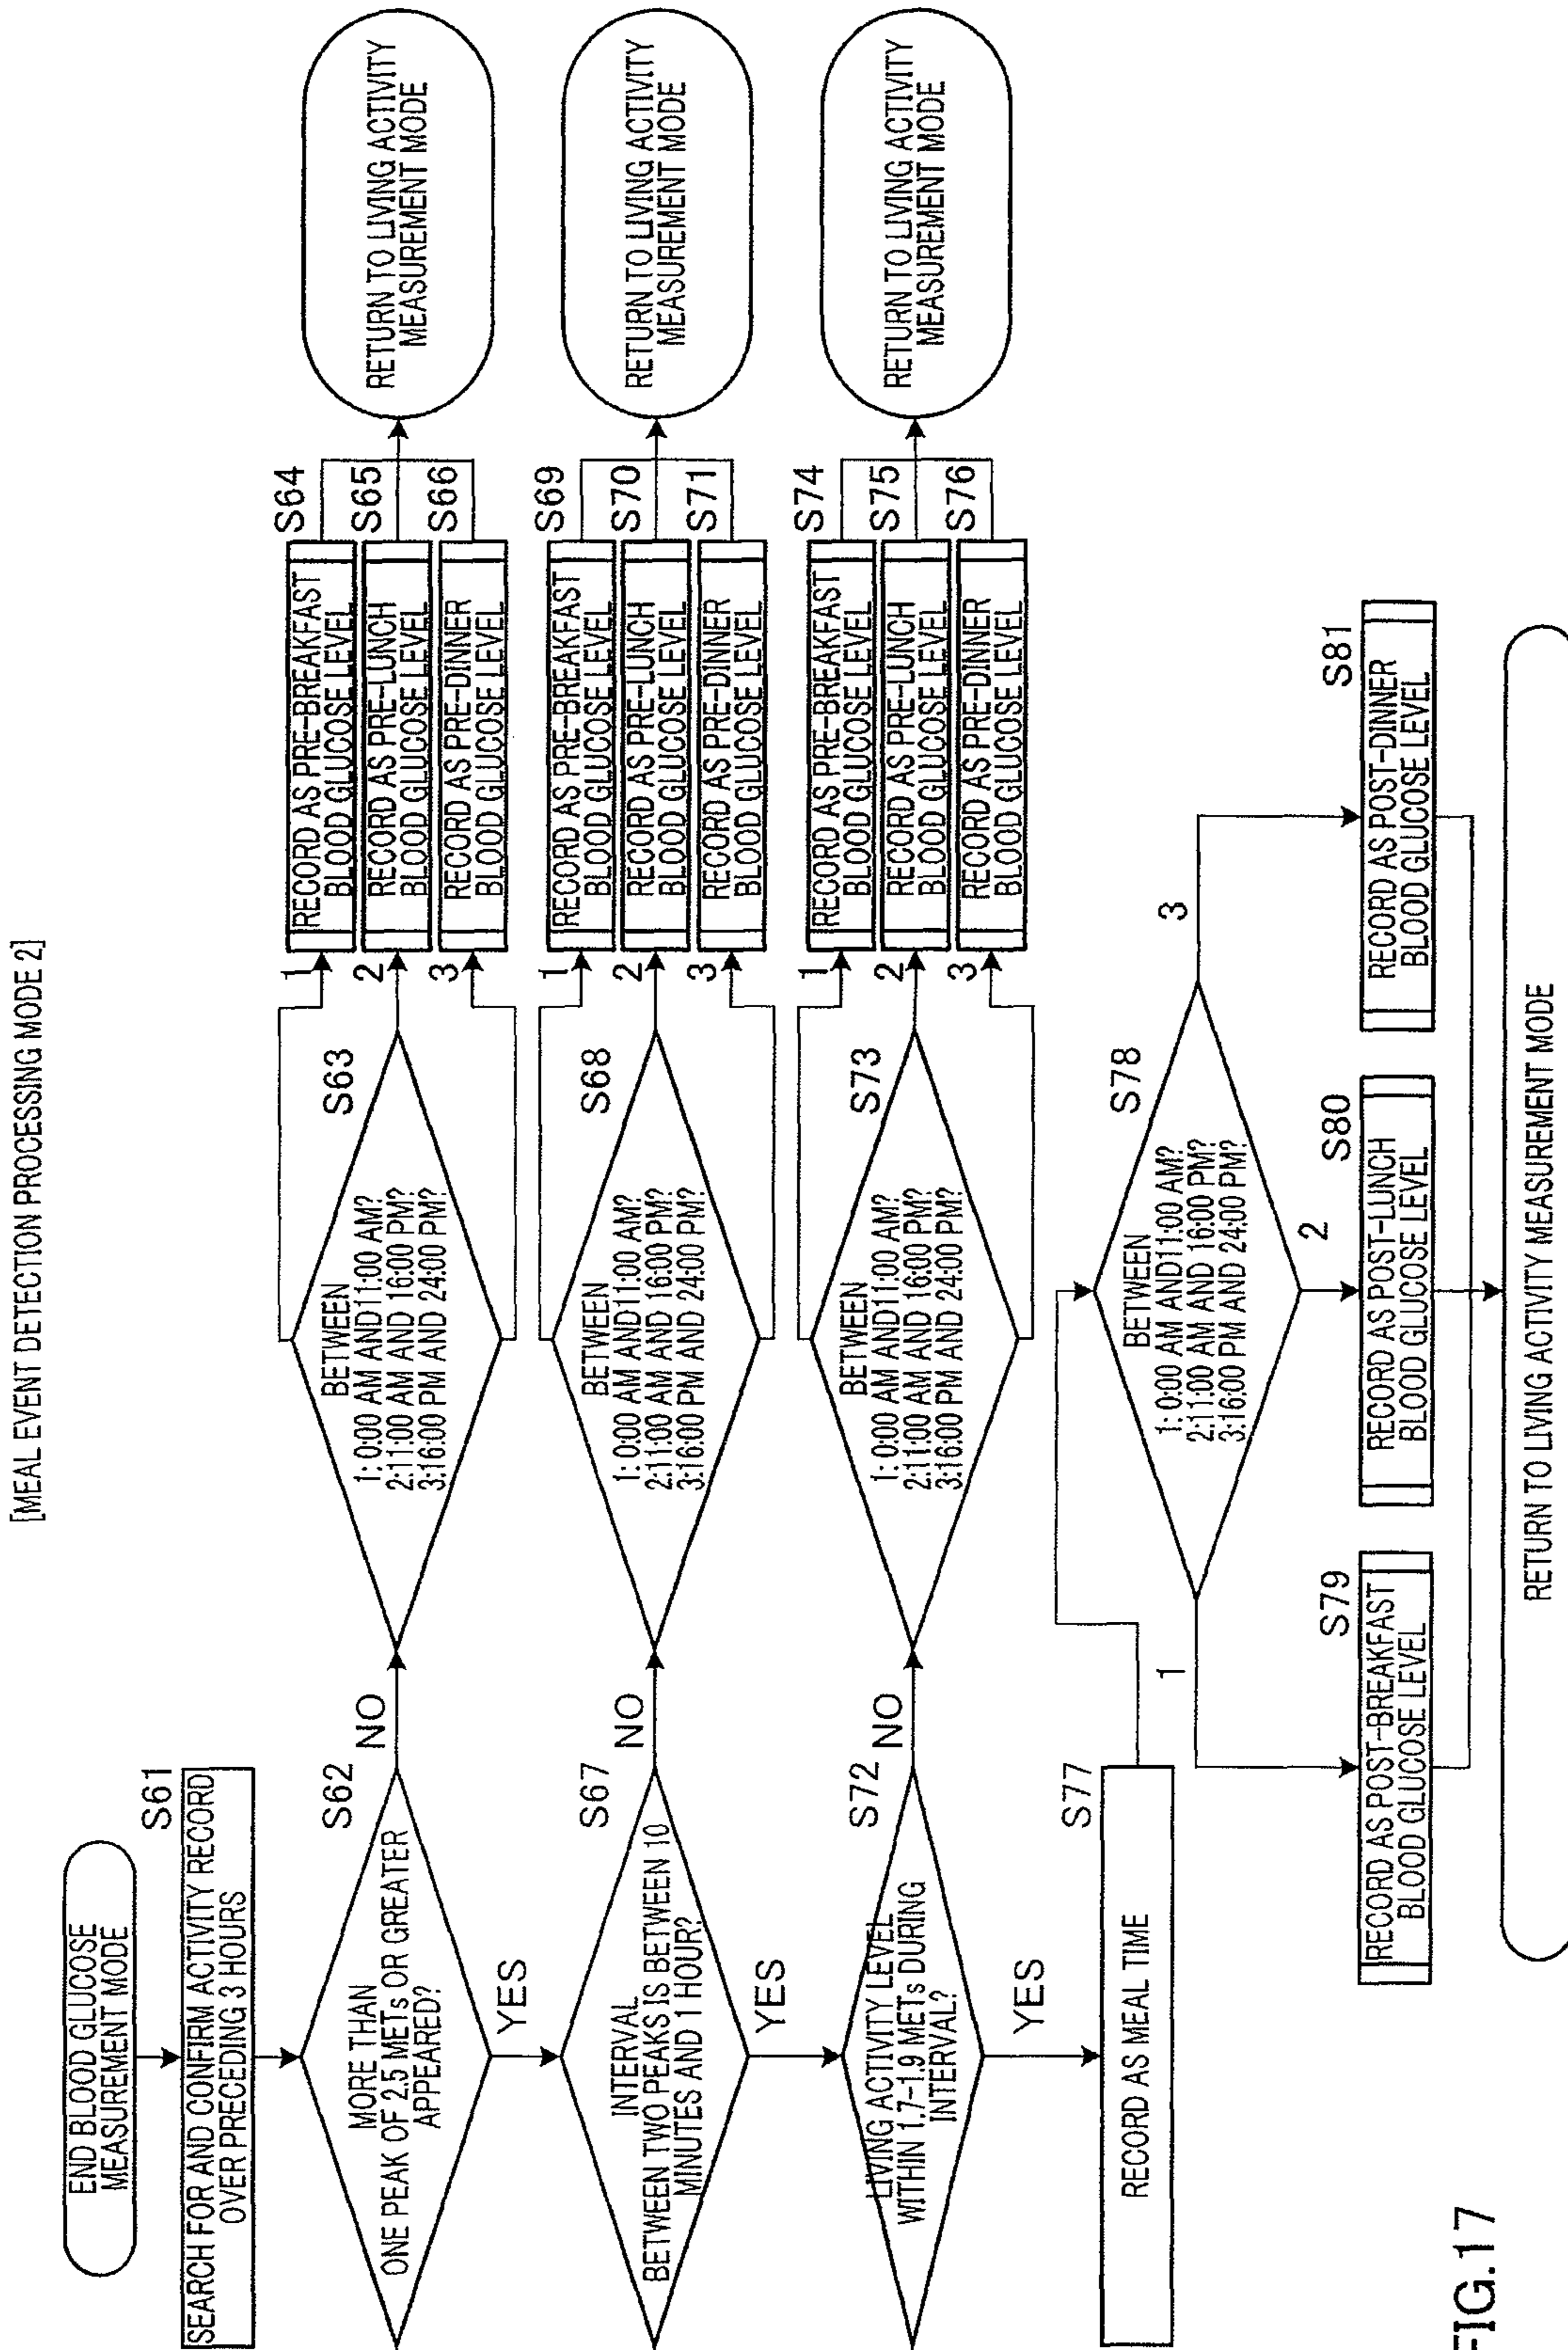 [MEAL EVENT DETECTION PROCESSING MODE 2]
END BLOOD GLUCOSE
MEASUREMENT MODE
S61
SEARCH FOR AND CONFIRM ACTIVITY RECORD
OVER PRECEDING 3 HOURS
S62
MORE THAN
ONE PEAK OF 2.5 METs OR GREATER
APPEARED?
NO
YES
S63
BETWEEN
1: 0:00 AM AND11:00 AM?
2:11:00 AM AND 16:00 PM?
3:16:00 PM AND 24:00 PM?
1
2
3
S64
RECORD AS PRE-BREAKFAST
BLOOD GLUCOSE LEVEL
S65
RECORD AS PRE-LUNCH
BLOOD GLUCOSE LEVEL
S66
RECORD AS PRE-DINNER
BLOOD GLUCOSE LEVEL
RETURN TO LIVING ACTIVITY
MEASUREMENT MODE
S67
INTERVAL
BETWEEN TWO PEAKS IS BETWEEN 10
MINUTES AND 1 HOUR?
NO
YES
S68
BETWEEN
1: 0:00 AM AND11:00 AM?
2:11:00 AM AND 16:00 PM?
3:16:00 PM AND 24:00 PM?
1
2
3
S69
RECORD AS PRE-BREAKFAST
BLOOD GLUCOSE LEVEL
S70
RECORD AS PRE-LUNCH
BLOOD GLUCOSE LEVEL
S71
RECORD AS PRE-DINNER
BLOOD GLUCOSE LEVEL
RETURN TO LIVING ACTIVITY
MEASUREMENT MODE
S72
LIVING ACTIVITY LEVEL
WITHIN 1.7-1.9 METs DURING
INTERVAL?
NO
YES
S73
BETWEEN
1: 0:00 AM AND11:00 AM?
2:11:00 AM AND 16:00 PM?
3:16:00 PM AND 24:00 PM?
1
2
3
S74
RECORD AS PRE-BREAKFAST
BLOOD GLUCOSE LEVEL
S75
RECORD AS PRE-LUNCH
BLOOD GLUCOSE LEVEL
S76
RECORD AS PRE-DINNER
BLOOD GLUCOSE LEVEL
RETURN TO LIVING ACTIVITY
MEASUREMENT MODE
S77
RECORD AS MEAL TIME
S78
BETWEEN
1: 0:00 AM AND11:00 AM?
2:11:00 AM AND 16:00 PM?
3:16:00 PM AND 24:00 PM?
1
2
3
S79
RECORD AS POST-BREAKFAST
BLOOD GLUCOSE LEVEL
S80
RECORD AS POST-LUNCH
BLOOD GLUCOSE LEVEL
S81
RECORD AS POST-DINNER
BLOOD GLUCOSE LEVEL
RETURN TO LIVING ACTIVITY MEASUREMENT MODE
FIG.17